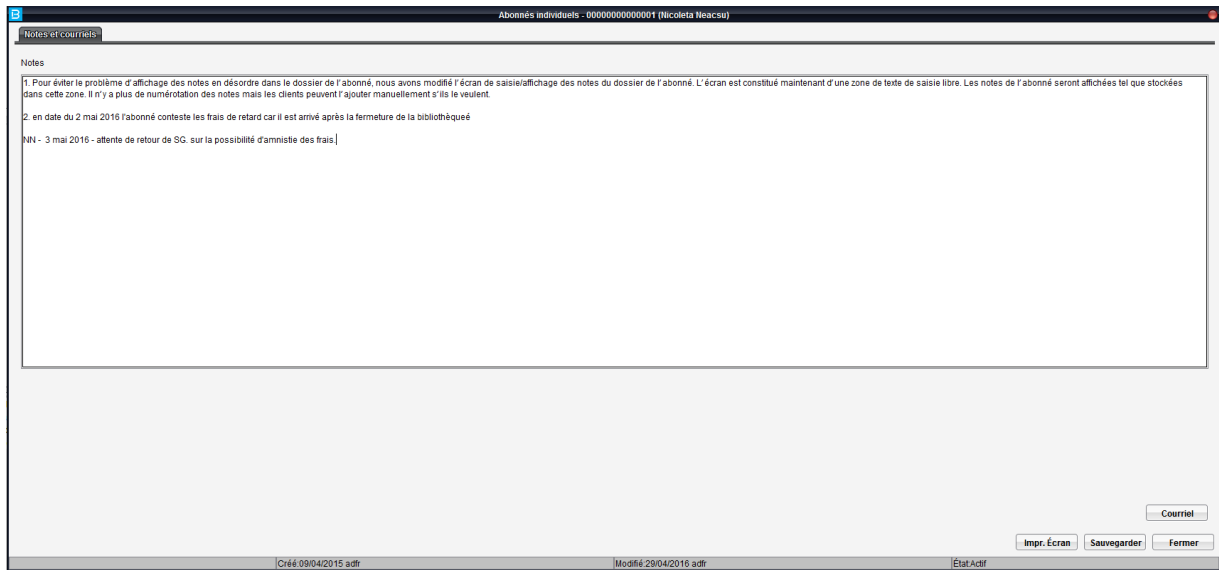 B
Abonnés individuels - 00000000000001 (Nicoleta Neacsu)
Notes et courriels
Notes
1. Pour éviter le problème d'affichage des notes en désordre dans le dossier de l'abonné, nous avons modifié l'écran de saisie/affichage des notes du dossier de l'abonné. L'écran est constitué maintenant d'une zone de texte de saisie libre. Les notes de l'abonné seront affichées tel que stockées
dans cette zone. Il n'y a plus de numérotation des notes mais les clients peuvent l'ajouter manuellement s'ils le veulent.
2. en date du 2 mai 2016 l'abonné conteste les frais de retard car il est arrivé après la fermeture de la bibliothèqueé
NN - 3 mai 2016 - attente de retour de SG. sur la possibilité d'amnistie des frais.
Courriel
Impr. Écran Sauvegarder Fermer
Créé:09/04/2015 adfr Modifié:29/04/2016 adfr État:Actif